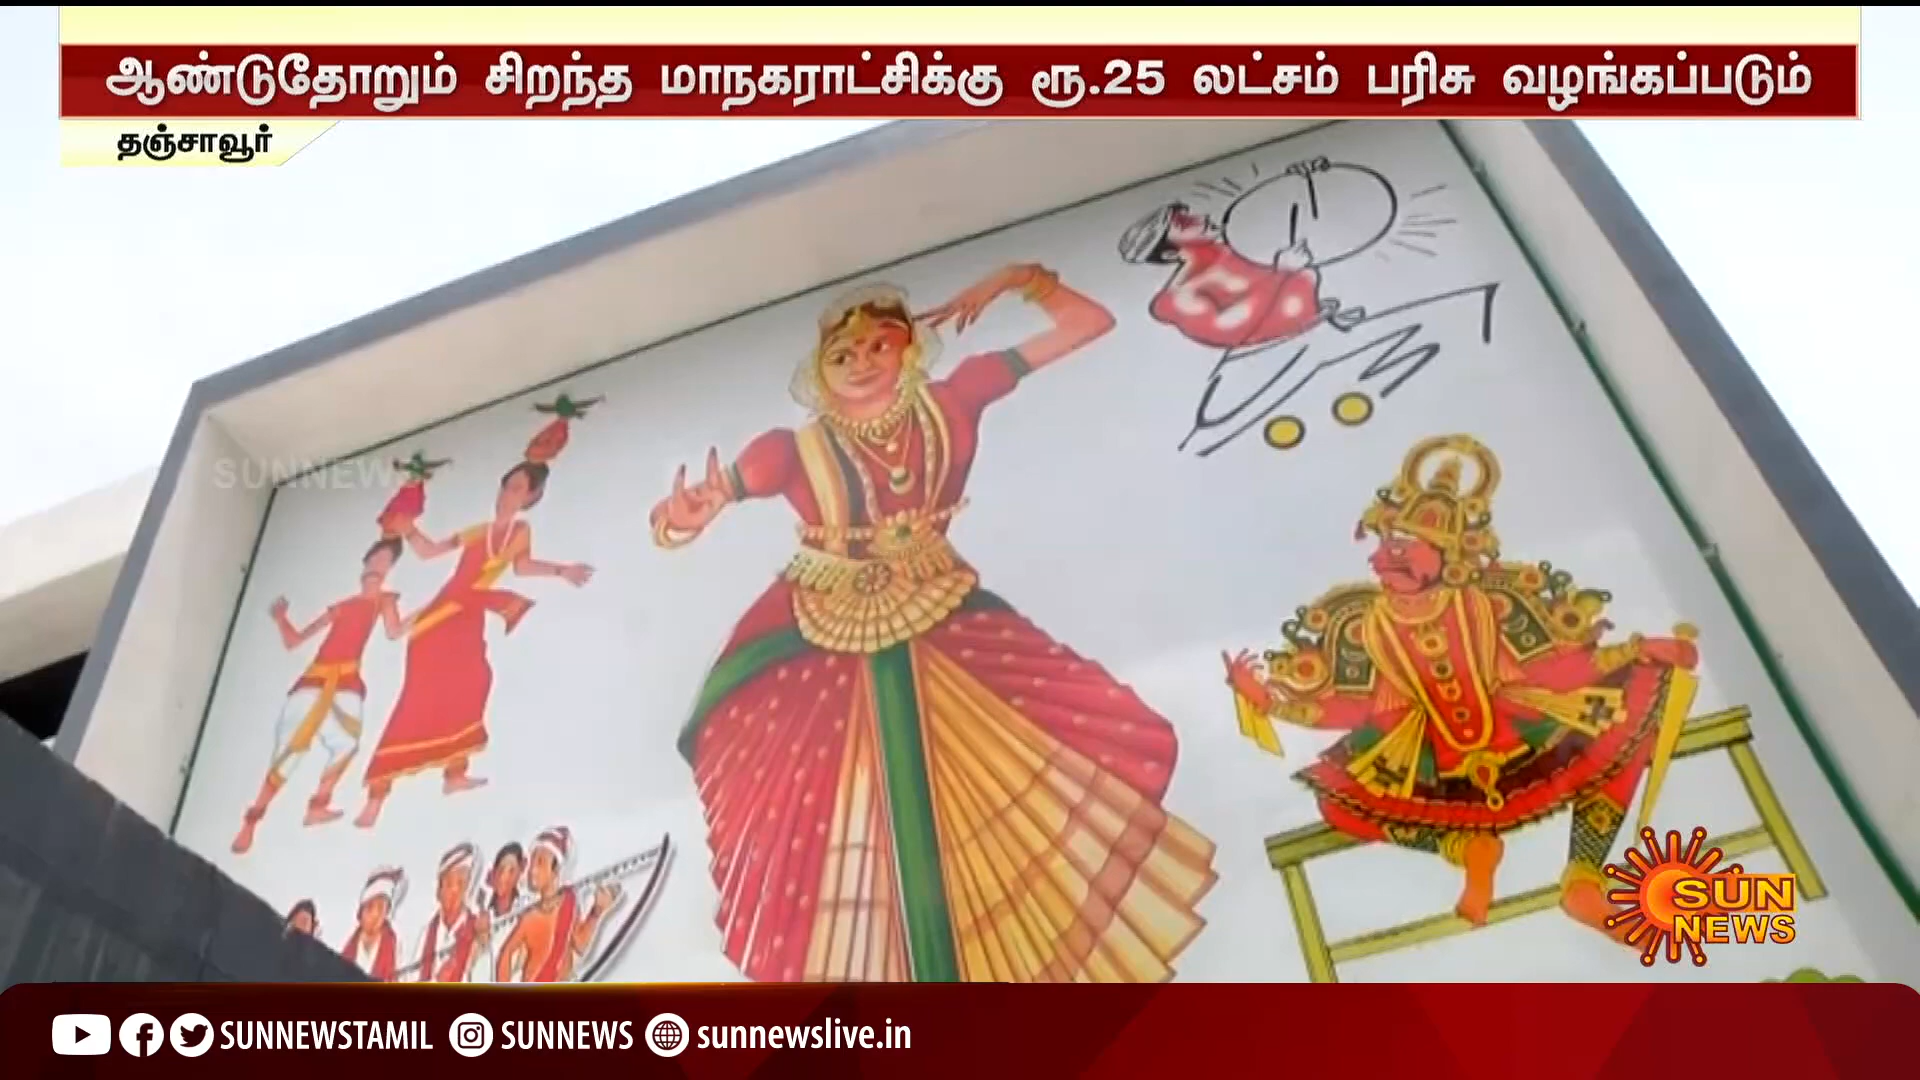 ஆண்டுதோறும் சிறந்த மாநகராட்சிக்கு ரூ.25 லட்சம் பரிசு வழங்கப்படும்
தஞ்சாவூர்
SUNNEWS
SUN
NEWS
SUNNEWSTAMIL SUNNEWS sunnewslive.in